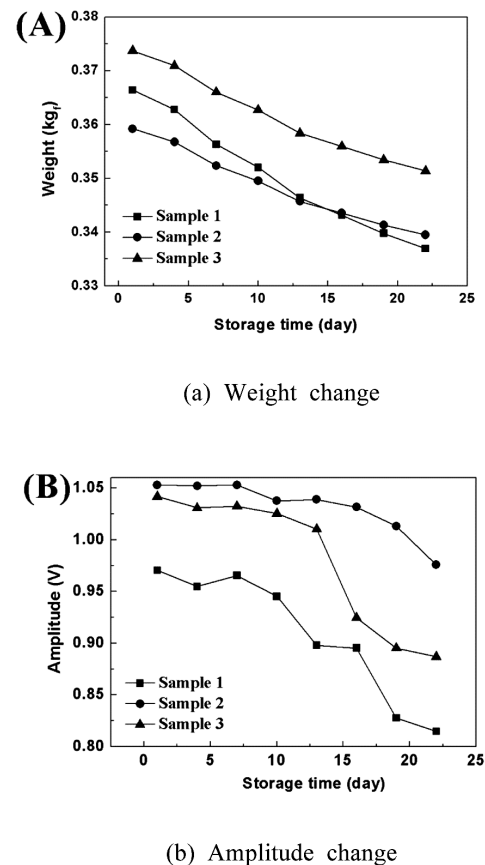 (A)
0.38
0.37
0.36
0.35
0.34
0.33
Weight (kgf)
Sample 1
Sample 2
Sample 3
0 5 10 15 20 25
Storage time (day)
(a) Weight change
(B)
1.05
1.00
0.95
0.90
0.85
0.80
Amplitude (V)
Sample 1
Sample 2
Sample 3
0 5 10 15 20 25
Storage time (day)
(b) Amplitude change